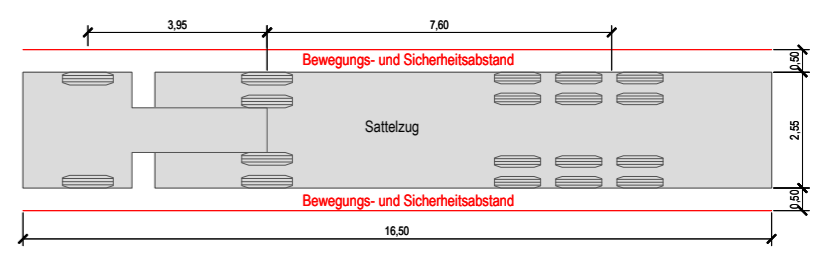 3,95
7,60
Bewegungs- und Sicherheitsabstand
0,50
Sattelzug
2,55
Bewegungs- und Sicherheitsabstand
0,50
16,50